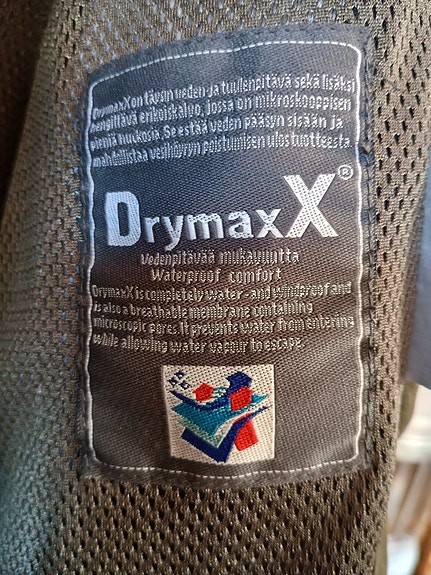 DrymaxX on täysin veden- ja tuulenpitävä sekä lisäksi
hengittävä erikoiskalvo, jossa on mikroskooppisen
pieniä huokosia. Se estää veden pääsyn sisään ja
mahdollistaa vesihöyryn poistumisen ulos tuotteesta.
DrymaxX®
Vedenpitävää mukavuutta
Waterproof comfort
DrymaxX is completely water- and windproof and
is also a breathable membrane containing
microscopic pores. It prevents water from entering
while allowing water vapour to escape.